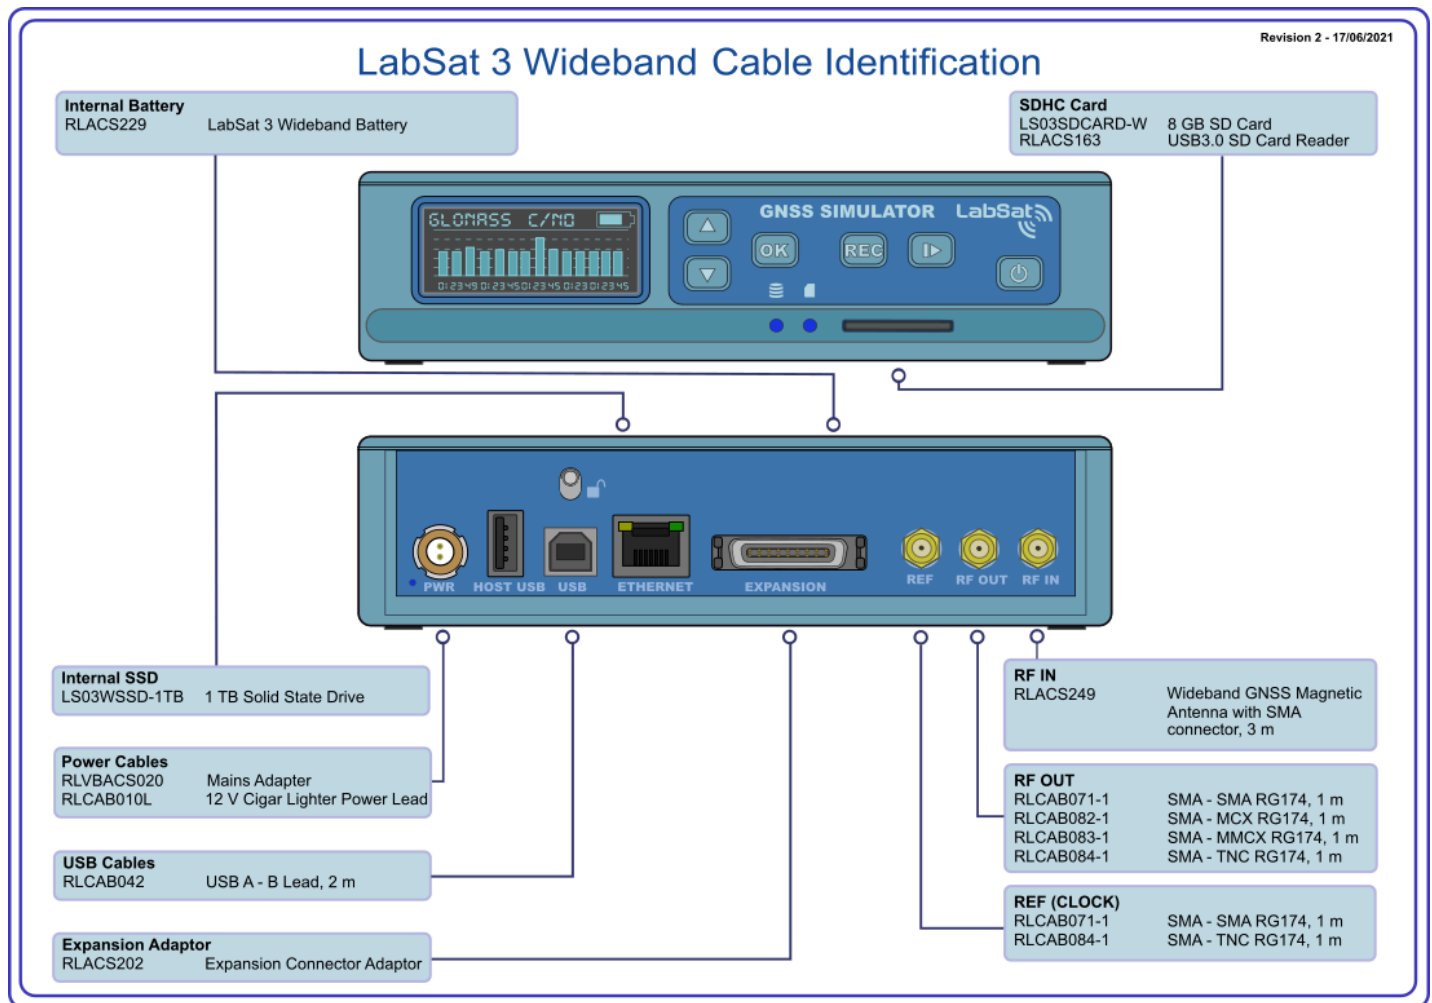 Revision 2 - 17/06/2021
LabSat 3 Wideband Cable Identification
Internal Battery
RLACS229 LabSat 3 Wideband Battery
SDHC Card
LS03SDCARD-W 8 GB SD Card
RLACS163 USB3.0 SD Card Reader
GLONASS C/NO
GNSS SIMULATOR LabSat
OK REC
PWR HOST USB USB ETHERNET EXPANSION REF RF OUT RF IN
Internal SSD
LS03WSSD-1TB 1 TB Solid State Drive
Power Cables
RLVBACS020 Mains Adapter
RLCAB010L 12 V Cigar Lighter Power Lead
USB Cables
RLCAB042 USB A - B Lead, 2 m
Expansion Adaptor
RLACS202 Expansion Connector Adaptor
RF IN
RLACS249 Wideband GNSS Magnetic
Antenna with SMA
connector, 3 m
RF OUT
RLCAB071-1 SMA - SMA RG174, 1 m
RLCAB082-1 SMA - MCX RG174, 1 m
RLCAB083-1 SMA - MMCX RG174, 1 m
RLCAB084-1 SMA - TNC RG174, 1 m
REF (CLOCK)
RLCAB071-1 SMA - SMA RG174, 1 m
RLCAB084-1 SMA - TNC RG174, 1 m